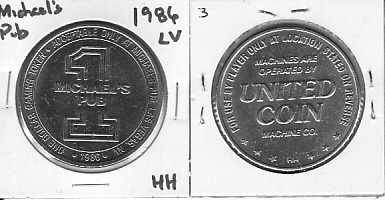 Michael's
Pub
1986
LV
ONE DOLLAR GAMING TOKEN • ACCEPTABLE ONLY AT MICHAEL'S PUB LAS VEGAS, NV.
1
MICHAEL'S
PUB
• 1986 •
HH
3
FOR USE BY PLAYER ONLY AT LOCATION STATED ON REVERSE
MACHINES ARE
OPERATED BY
UNITED
COIN
MACHINE CO.
HH